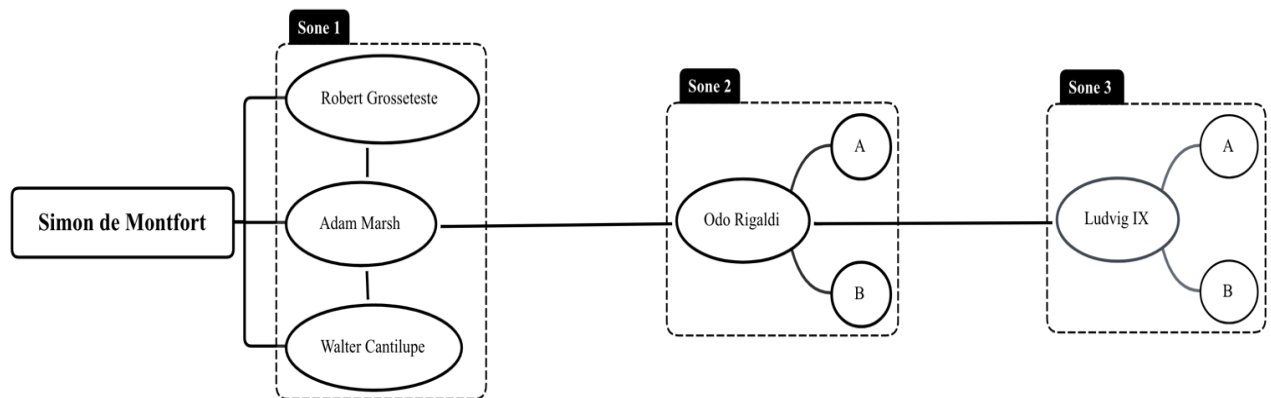 Sone 1
Robert Grosseteste
Sone 2
Sone 3
A
A
Simon de Montfort
Adam Marsh
Odo Rigaldi
Ludvig IX
B
B
Walter Cantilupe